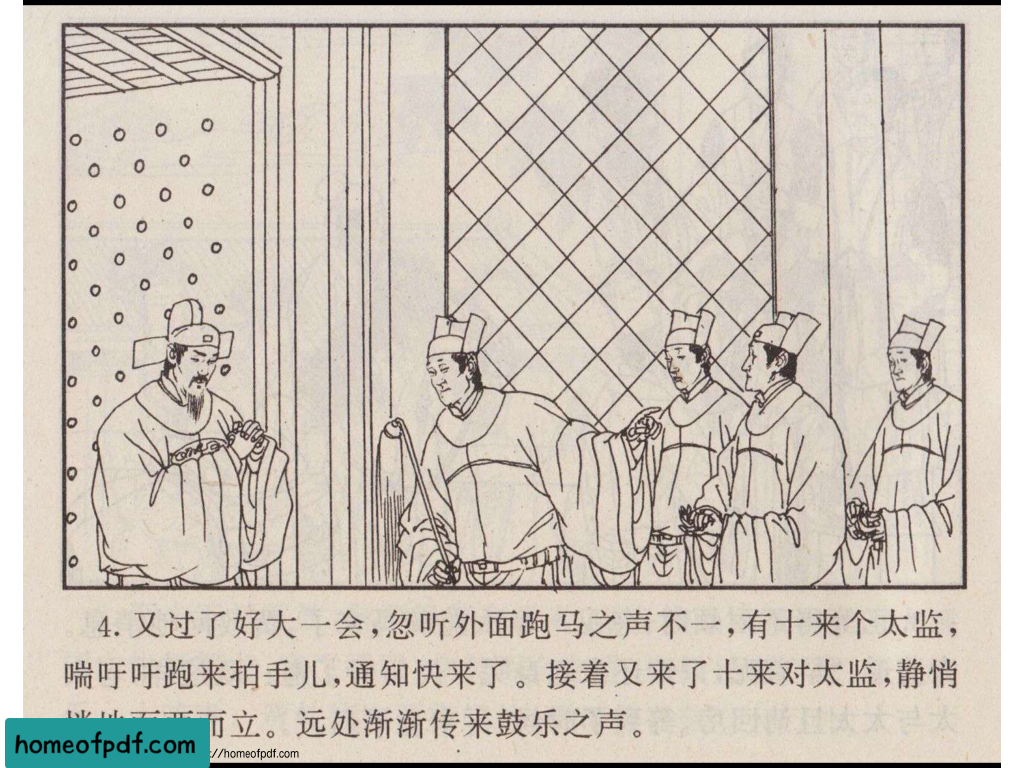 4. 又过了好大一会,忽听外面跑马之声不一,有十来个太监,
喘吁吁跑来拍手儿,通知快来了。接着又来了十来对太监,静悄
而立。远处渐渐传来鼓乐之声。
homeofpdf.com
://homeofpdf.com